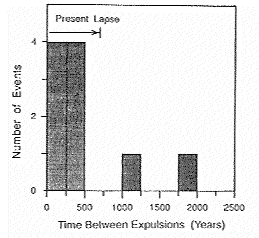 Present Lapse
4
2
0
Number of Events
0 500 1000 1500 2000 2500
Time Between Expulsions (Years)